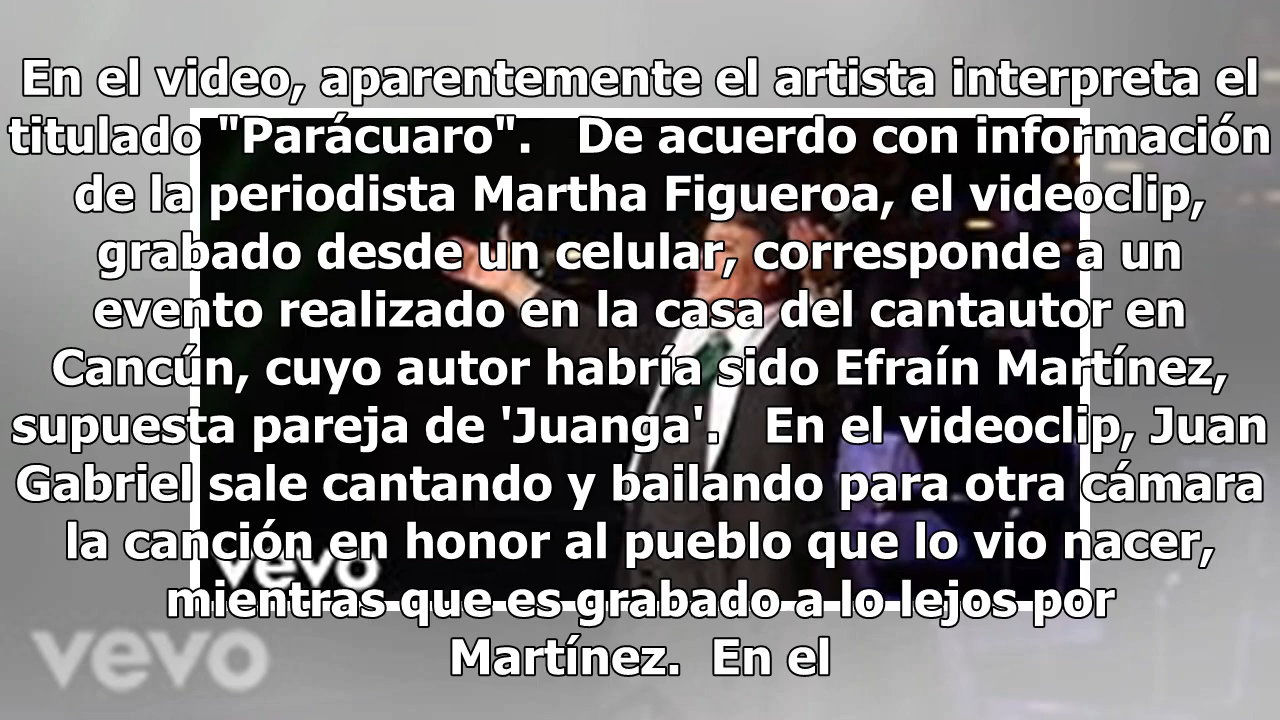 En el video, aparentemente el artista interpreta el
titulado "Parácuaro".   De acuerdo con información
de la periodista Martha Figueroa, el videoclip,
grabado desde un celular, corresponde a un
evento realizado en la casa del cantautor en
Cancún, cuyo autor habría sido Efraín Martínez,
supuesta pareja de 'Juanga'.   En el videoclip, Juan
Gabriel sale cantando y bailando para otra cámara
la canción en honor al pueblo que lo vio nacer,
vevo
mientras que es grabado a lo lejos por
Martínez.  En el
vevo